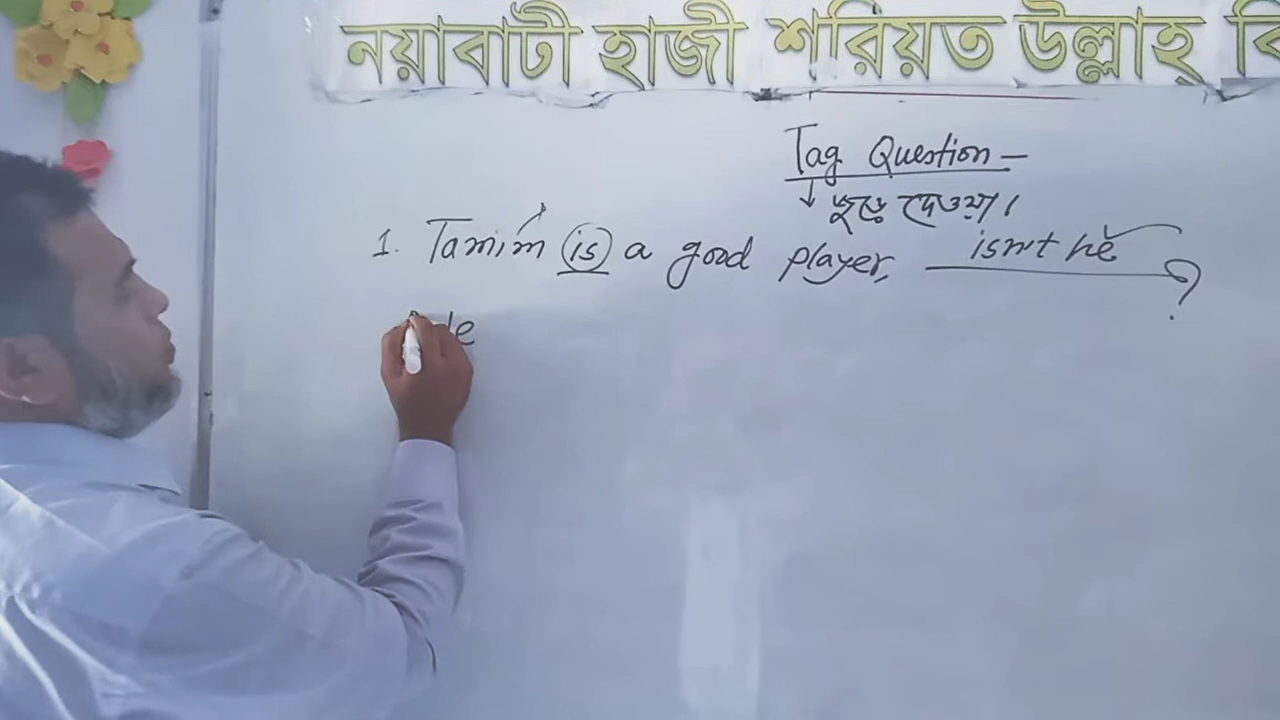 নয়াবাটী হাজী শরিয়ত উল্লাহ
Tag Question –
↓ জুড়ে দেওয়া।
1. Tamim is a good player, isn't he ?